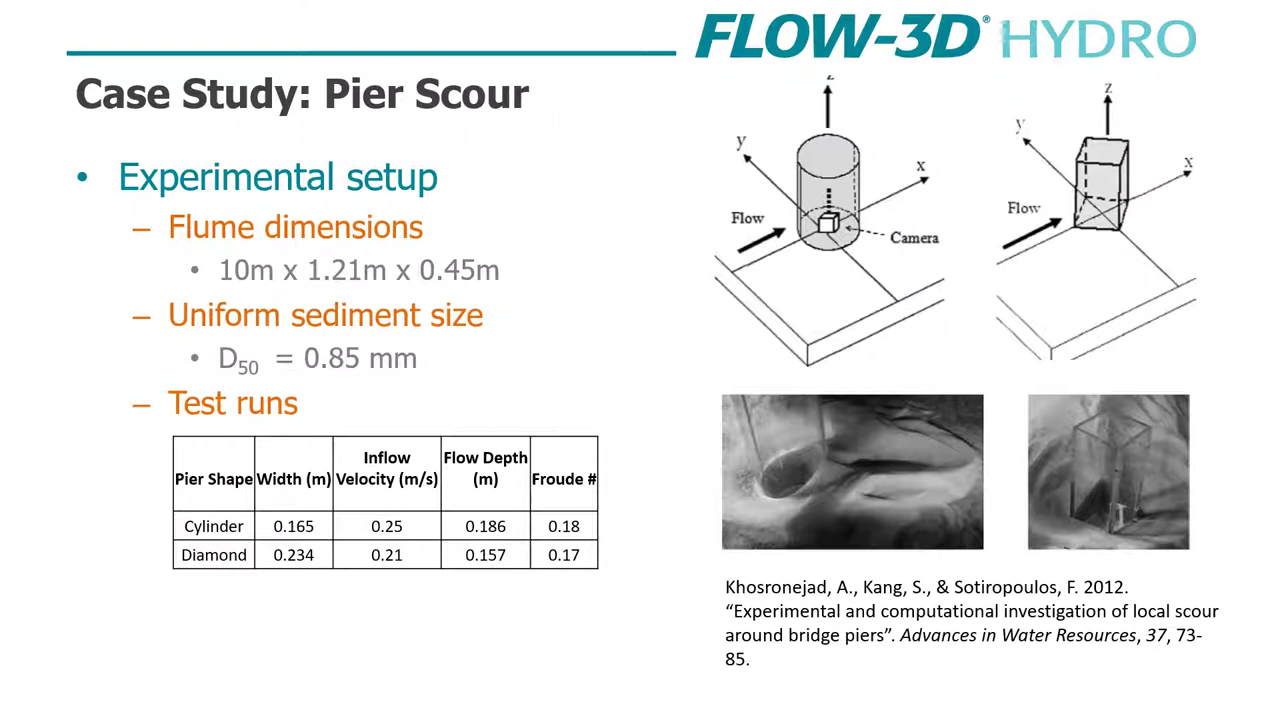 FLOW-3D® HYDRO
Case Study: Pier Scour
• Experimental setup
– Flume dimensions
• 10m x 1.21m x 0.45m
– Uniform sediment size
• D50 = 0.85 mm
– Test runs
Pier Shape Width (m) Inflow Velocity (m/s) Flow Depth (m) Froude #
Cylinder 0.165 0.25 0.186 0.18
Diamond 0.234 0.21 0.157 0.17
z
y
x
Flow
Camera
z
y
x
Flow
Khosronejad, A., Kang, S., & Sotiropoulos, F. 2012.
“Experimental and computational investigation of local scour
around bridge piers”. Advances in Water Resources, 37, 73-
85.